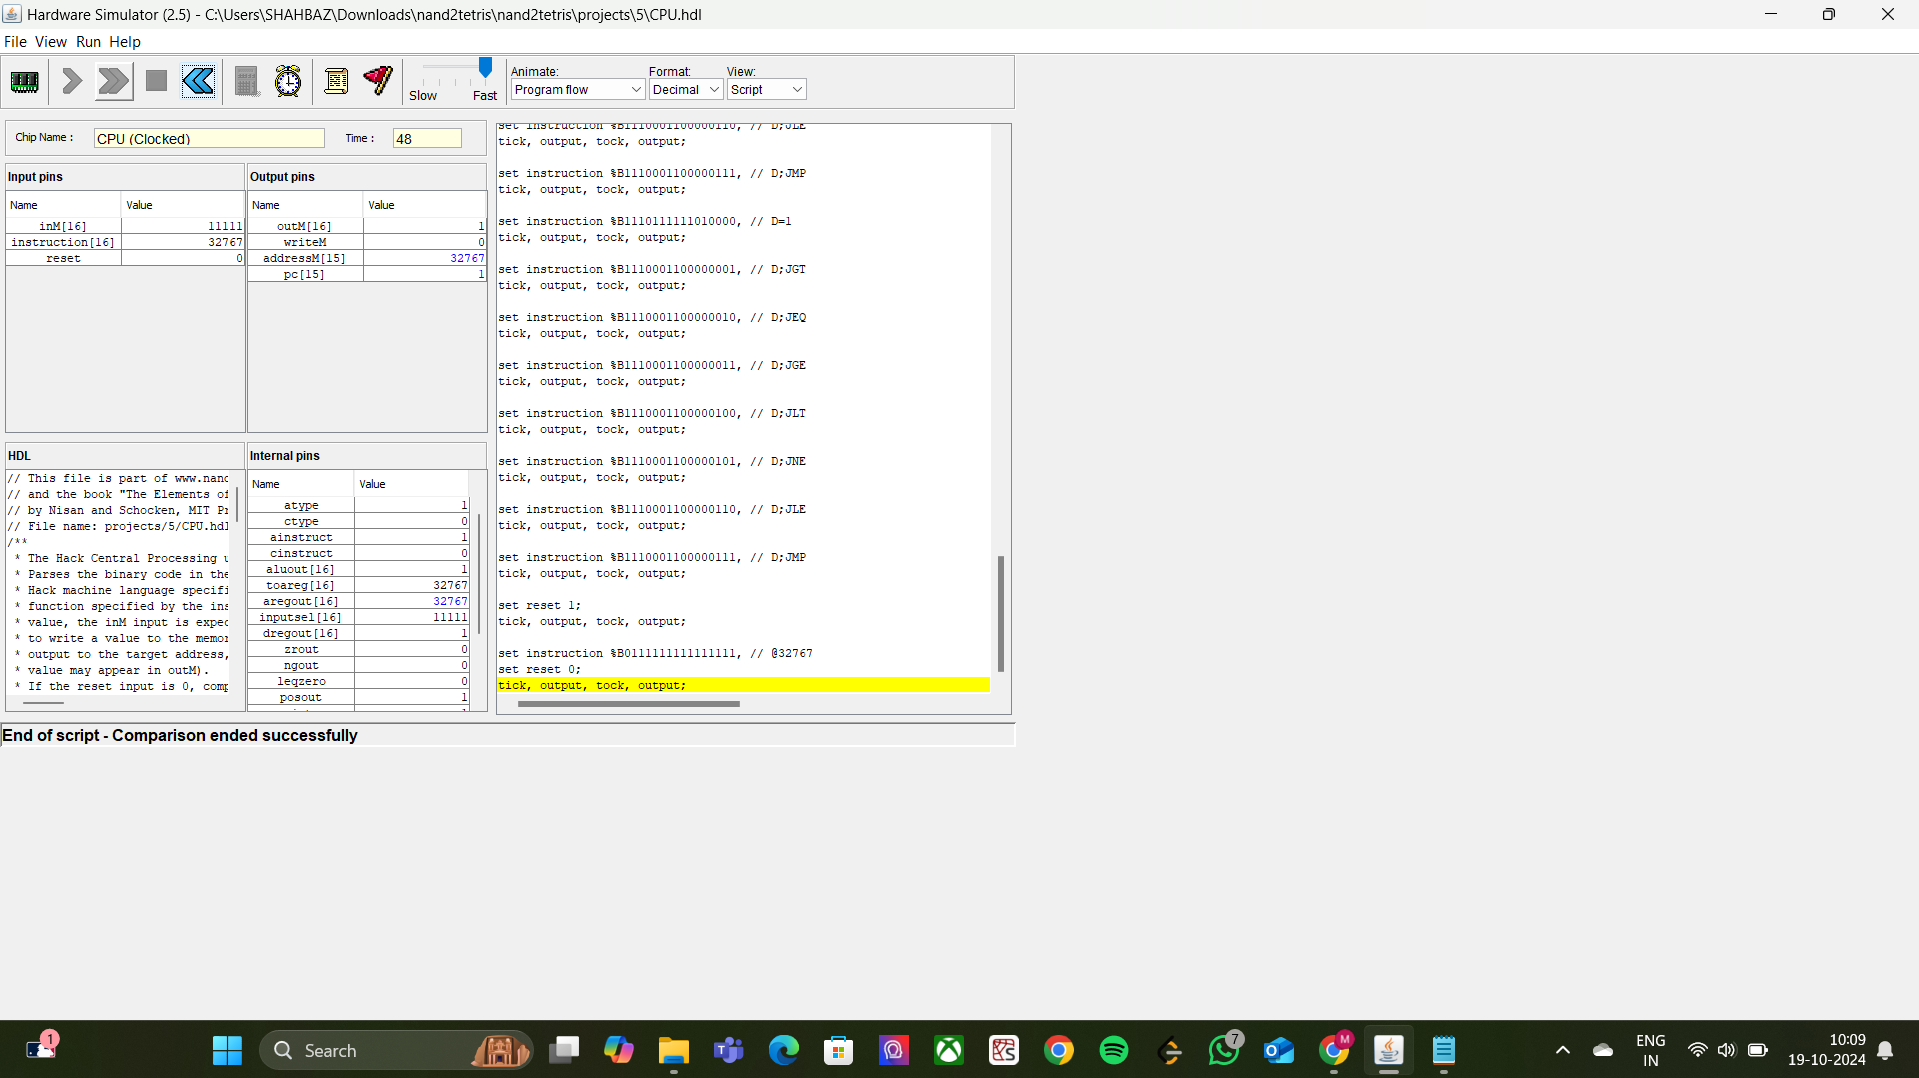 Hardware Simulator (2.5) - C:\Users\SHAHBAZ\Downloads\nand2tetris\nand2tetris\projects\5\CPU.hdl
File View Run Help
Slow Fast
Animate: Format: View:
Program flow Decimal Script
Chip Name : CPU (Clocked) Time : 48
Input pins
Name Value
inM[16] 11111
instruction[16] 32767
reset 0
Output pins
Name Value
outM[16] 1
writeM 0
addressM[15] 32767
pc[15] 1
HDL
// This file is part of www.nand
// and the book "The Elements of
// by Nisan and Schocken, MIT Pr
// File name: projects/5/CPU.hdl
/**
* The Hack Central Processing u
* Parses the binary code in the
* Hack machine language specifi
* function specified by the ins
* value, the inM input is expec
* to write a value to the memor
* output to the target address,
* value may appear in outM).
* If the reset input is 0, comp
Internal pins
Name Value
atype 1
ctype 0
ainstruct 1
cinstruct 0
aluout[16] 1
toareg[16] 32767
aregout[16] 32767
inputsel[16] 11111
dregout[16] 1
zrout 0
ngout 0
leqzero 0
posout 1
set instruction %B1110001100000110, // D;JLE
tick, output, tock, output;
set instruction %B1110001100000111, // D;JMP
tick, output, tock, output;
set instruction %B1110111111010000, // D=1
tick, output, tock, output;
set instruction %B1110001100000001, // D;JGT
tick, output, tock, output;
set instruction %B1110001100000010, // D;JEQ
tick, output, tock, output;
set instruction %B1110001100000011, // D;JGE
tick, output, tock, output;
set instruction %B1110001100000100, // D;JLT
tick, output, tock, output;
set instruction %B1110001100000101, // D;JNE
tick, output, tock, output;
set instruction %B1110001100000110, // D;JLE
tick, output, tock, output;
set instruction %B1110001100000111, // D;JMP
tick, output, tock, output;
set reset 1;
tick, output, tock, output;
set instruction %B0111111111111111, // @32767
set reset 0;
tick, output, tock, output;
End of script - Comparison ended successfully
1
Search
7
M
ENG
IN
10:09
19-10-2024